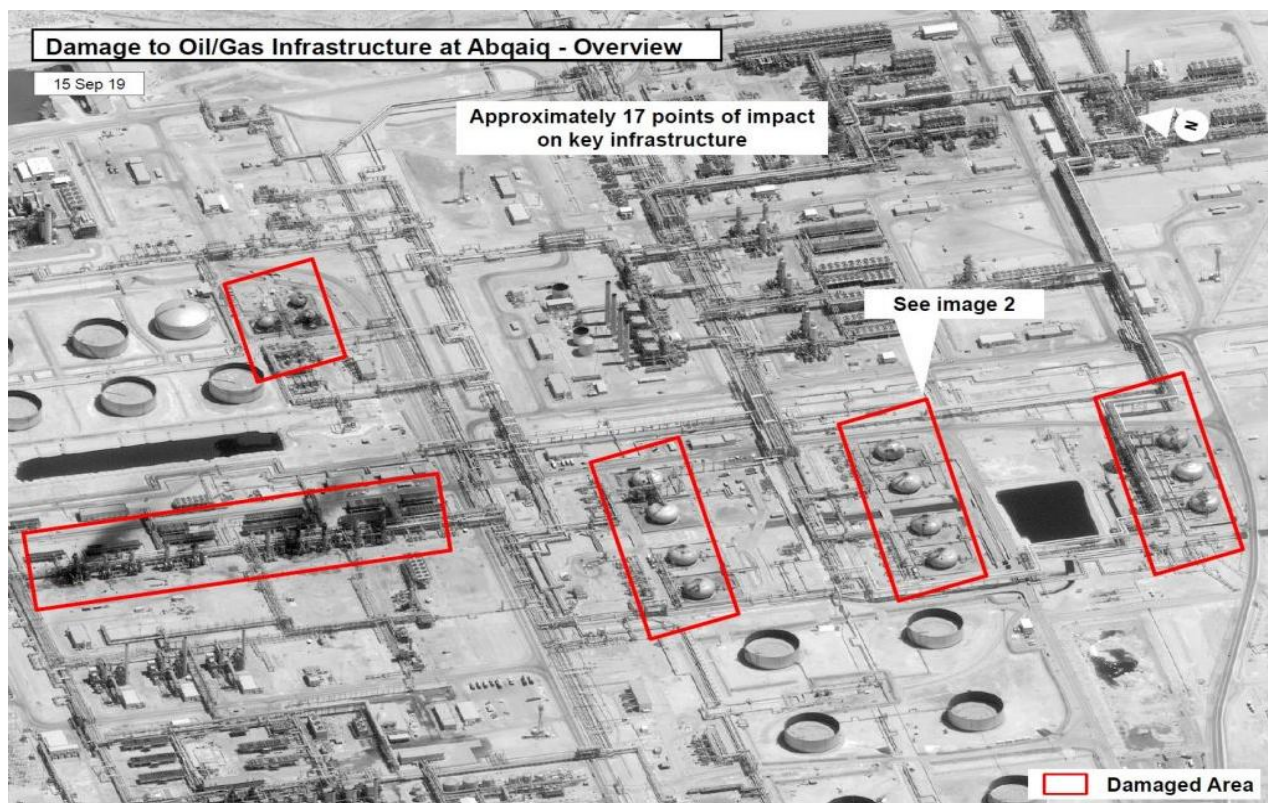 Damage to Oil/Gas Infrastructure at Abqaiq - Overview
15 Sep 19
Approximately 17 points of impact
on key infrastructure
N
See image 2
Damaged Area